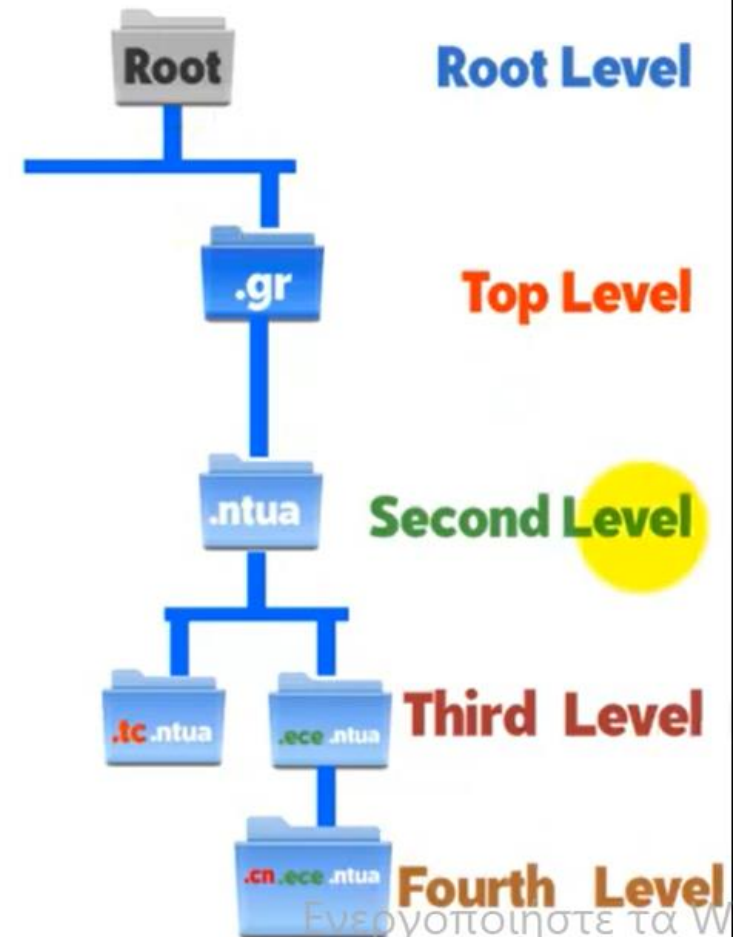 Root Root Level
.gr Top Level
.ntua Second Level
.tc.ntua .ece.ntua Third Level
.cn.ece.ntua Fourth Level
Ενεργοποιήστε τα W